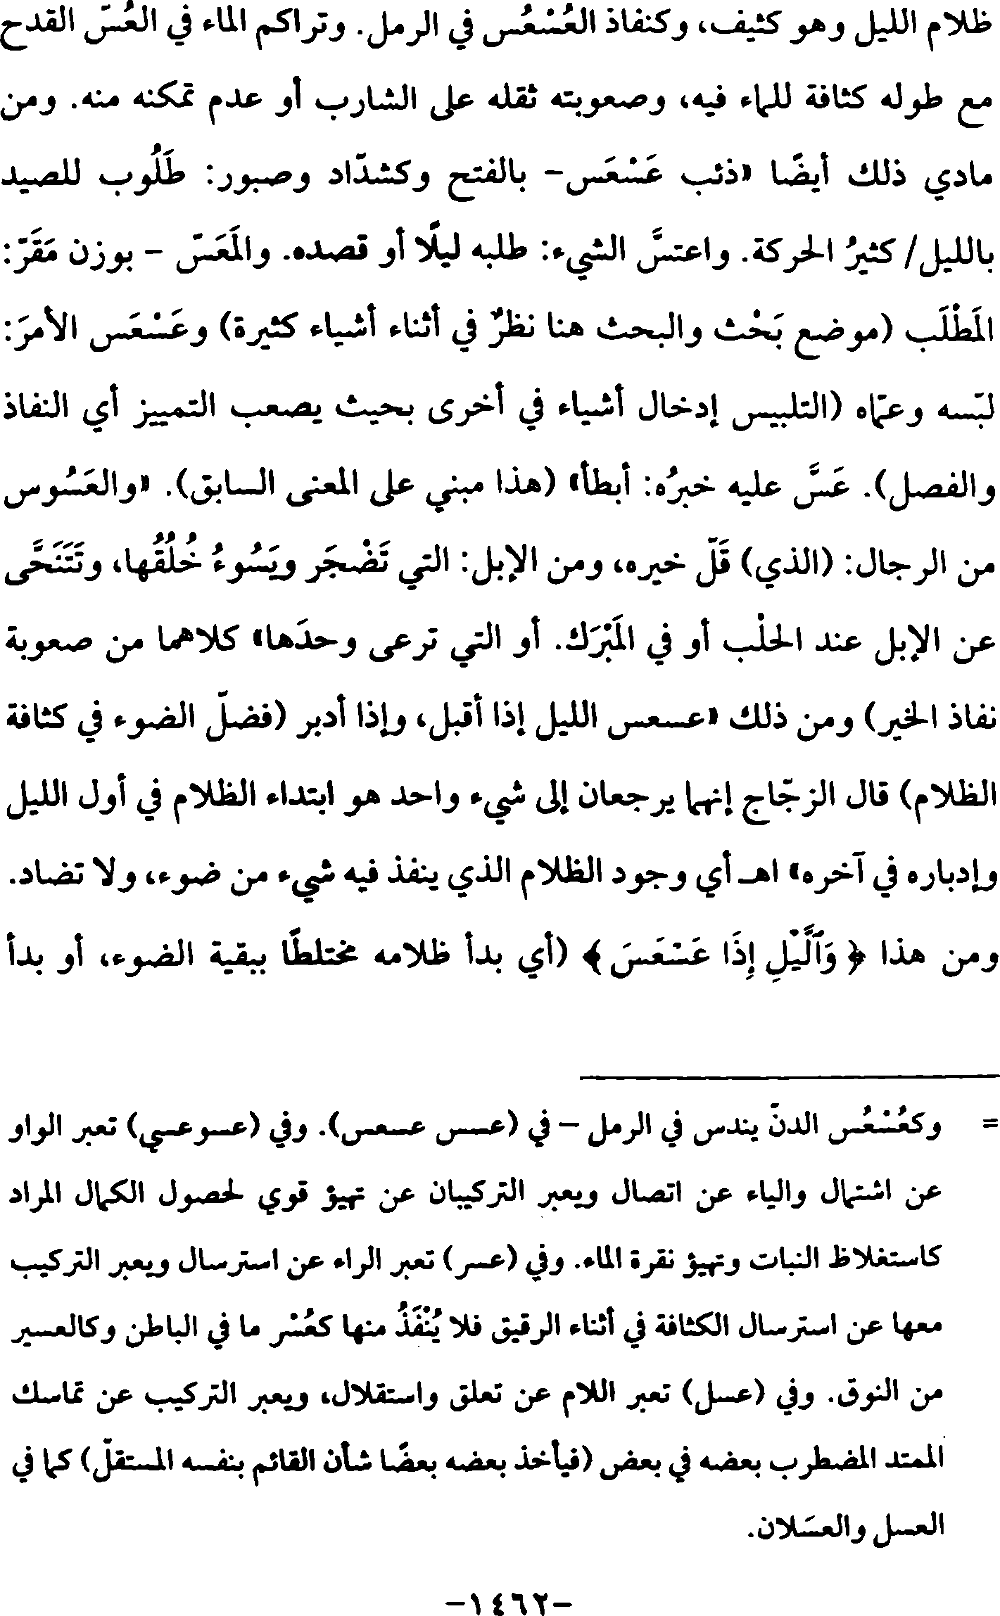 ظلام الليل وهو كثيف، وكنفاذ العُسْعُس في الرمل. وتراكم الماء في العُسّ القدح
مع طوله كثافة للماء فيه، وصعوبته ثقله على الشارب أو عدم تمكنه منه. ومن
مادي ذلك أيضًا «ذئب عَسْعَس- بالفتح وكشدّاد وصبور: طَلُوب للصيد
بالليل/ كثيرُ الحركة. واعتسَّ الشيء: طلبه ليلًا أو قصده. والمَعَسّ – بوزن مَقَرّ:
المَطْلَب (موضع بَحْث والبحث هنا نظرٌ في أثناء أشياء كثيرة) وعَسْعَس الأمرَ:
لبّسه وعمّاه (التلبيس إدخال أشياء في أخرى بحيث يصعب التمييز أي النفاذ
والفصل). عَسَّ عليه خبرُه: أبطأ» (هذا مبني على المعنى السابق). «والعَسُوس
من الرجال: (الذي) قَلّ خيره، ومن الإبل: التي تَضْجَر ويَسُوءُ خُلُقُها، وتَتَنَحَّى
عن الإبل عند الحلْب أو في المَبْرَك. أو التي ترعى وحدَها» كلاهما من صعوبة
نفاذ الخير) ومن ذلك «عسعس الليل إذا أقبل، وإذا أدبر (فضلّ الضوء في كثافة
الظلام) قال الزجّاج إنهما يرجعان إلى شيء واحد هو ابتداء الظلام في أول الليل
وإدباره في آخره» اهـ أي وجود الظلام الذي ينفذ فيه شيء من ضوء، ولا تضاد.
ومن هذا ﴿ وَٱلَّيْلِ إِذَا عَسْعَسَ ﴾ (أي بدأ ظلامه مختلطًا ببقية الضوء، أو بدأ
= وكعُسْعُس الدنّ يندس في الرمل – في (عسس عسعس). وفي (عسوعسي) تعبر الواو
عن اشتمال والياء عن اتصال ويعبر التركيبان عن تهيؤ قوي لحصول الكمال المراد
كاستغلاظ النبات وتهيؤ نقرة الماء. وفي (عسر) تعبر الراء عن استرسال ويعبر التركيب
معها عن استرسال الكثافة في أثناء الرقيق فلا يُنْفَذُ منها كعُسْر ما في الباطن وكالعسير
من النوق. وفي (عسل) تعبر اللام عن تعلق واستقلال، ويعبر التركيب عن تماسك
الممتد المضطرب بعضه في بعض (فيأخذ بعضه بعضًا شأن القائم بنفسه المستقلّ) كما في
العسل والعسَلان.
-١٤٦٢-